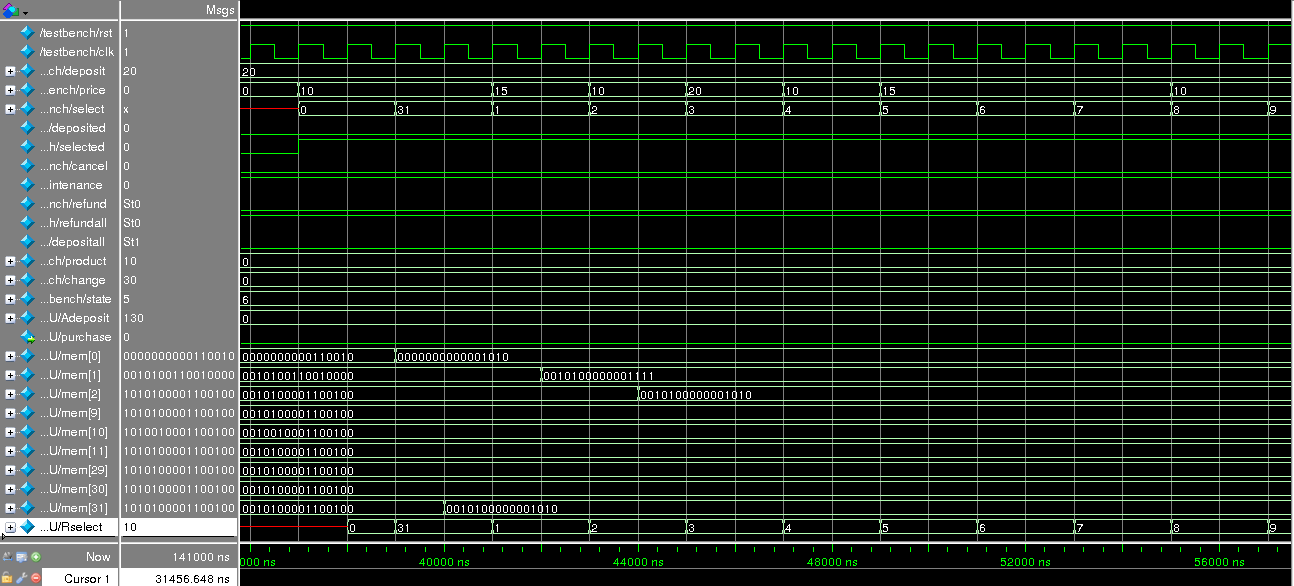 Msgs
/testbench/rst 1
/testbench/clk 1
...ch/deposit 20 20
...ench/price 0 0 10 15 10 20 10 15 10
...nch/select x 0 31 1 2 3 4 5 6 7 8 9
.../deposited 0
...h/selected 0
...nch/cancel 0
...intenance 0
...nch/refund St0
...h/refundall St0
.../depositall St1
...ch/product 10 0
...ch/change 30 0
...bench/state 5 6
...U/Adeposit 130 0
...U/purchase 0
...U/mem[0] 0000000000110010 0000000000110010 0000000000001010
...U/mem[1] 0010100110010000 0010100110010000 0010100000001111
...U/mem[2] 1010100001100100 0010100001100100 0010100000001010
...U/mem[9] 1010100001100100 0010100001100100
...U/mem[10] 1010010001100100 0010010001100100
...U/mem[11] 1010100001100100 0010100001100100
...U/mem[29] 1010100001100100 0010100001100100
...U/mem[30] 1010100001100100 0010100001100100
...U/mem[31] 1010100001100100 0010100001100100 0010100000001010
...U/Rselect 10 0 31 1 2 3 4 5 6 7 8 9
Now 141000 ns 000 ns 40000 ns 44000 ns 48000 ns 52000 ns 56000 ns
Cursor 1 31456.648 ns